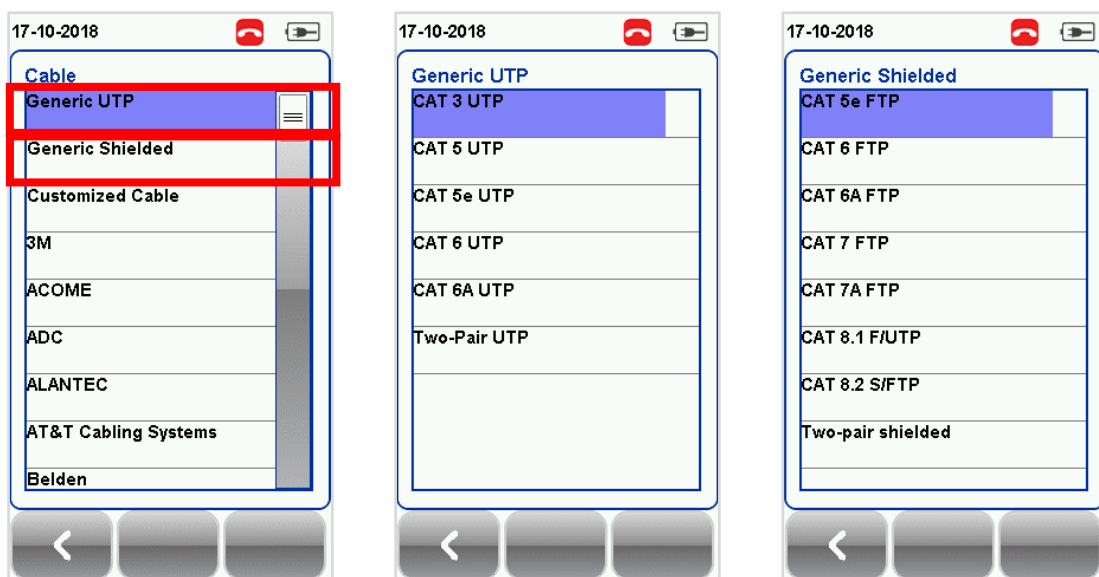 17-10-2018
Cable
Generic UTP
Generic Shielded
Customized Cable
3M
ACOME
ADC
ALANTEC
AT&T Cabling Systems
Belden
17-10-2018
Generic UTP
CAT 3 UTP
CAT 5 UTP
CAT 5e UTP
CAT 6 UTP
CAT 6A UTP
Two-Pair UTP
17-10-2018
Generic Shielded
CAT 5e FTP
CAT 6 FTP
CAT 6A FTP
CAT 7 FTP
CAT 7A FTP
CAT 8.1 F/UTP
CAT 8.2 S/FTP
Two-pair shielded